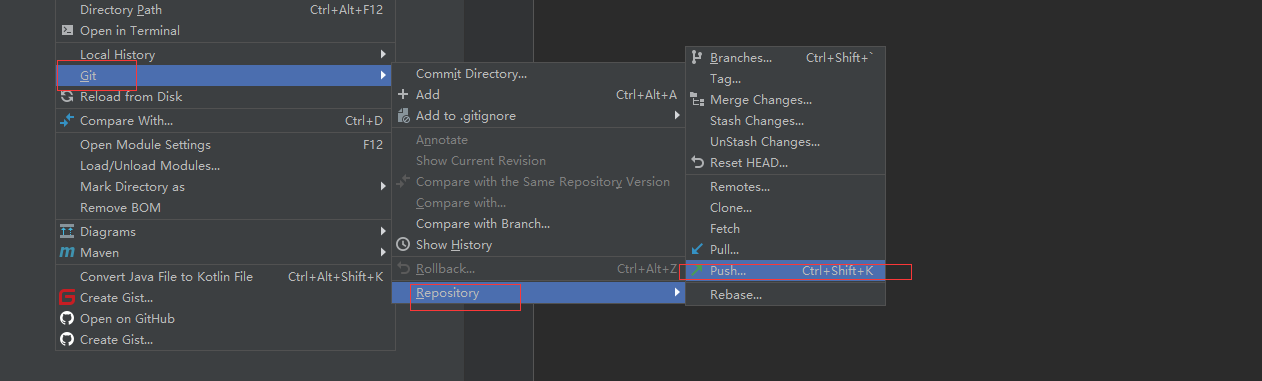 Directory Path Ctrl+Alt+F12
Open in Terminal
Local History
Git
Reload from Disk
Compare With... Ctrl+D
Open Module Settings F12
Load/Unload Modules...
Mark Directory as
Remove BOM
Diagrams
Maven
Convert Java File to Kotlin File Ctrl+Alt+Shift+K
Create Gist...
Open on GitHub
Create Gist...
Commit Directory...
Add Ctrl+Alt+A
Add to .gitignore
Annotate
Show Current Revision
Compare with the Same Repository Version
Compare with...
Compare with Branch...
Show History
Rollback... Ctrl+Alt+Z
Repository
Branches... Ctrl+Shift+`
Tag...
Merge Changes...
Stash Changes...
UnStash Changes...
Reset HEAD...
Remotes...
Clone...
Fetch
Pull...
Push... Ctrl+Shift+K
Rebase...